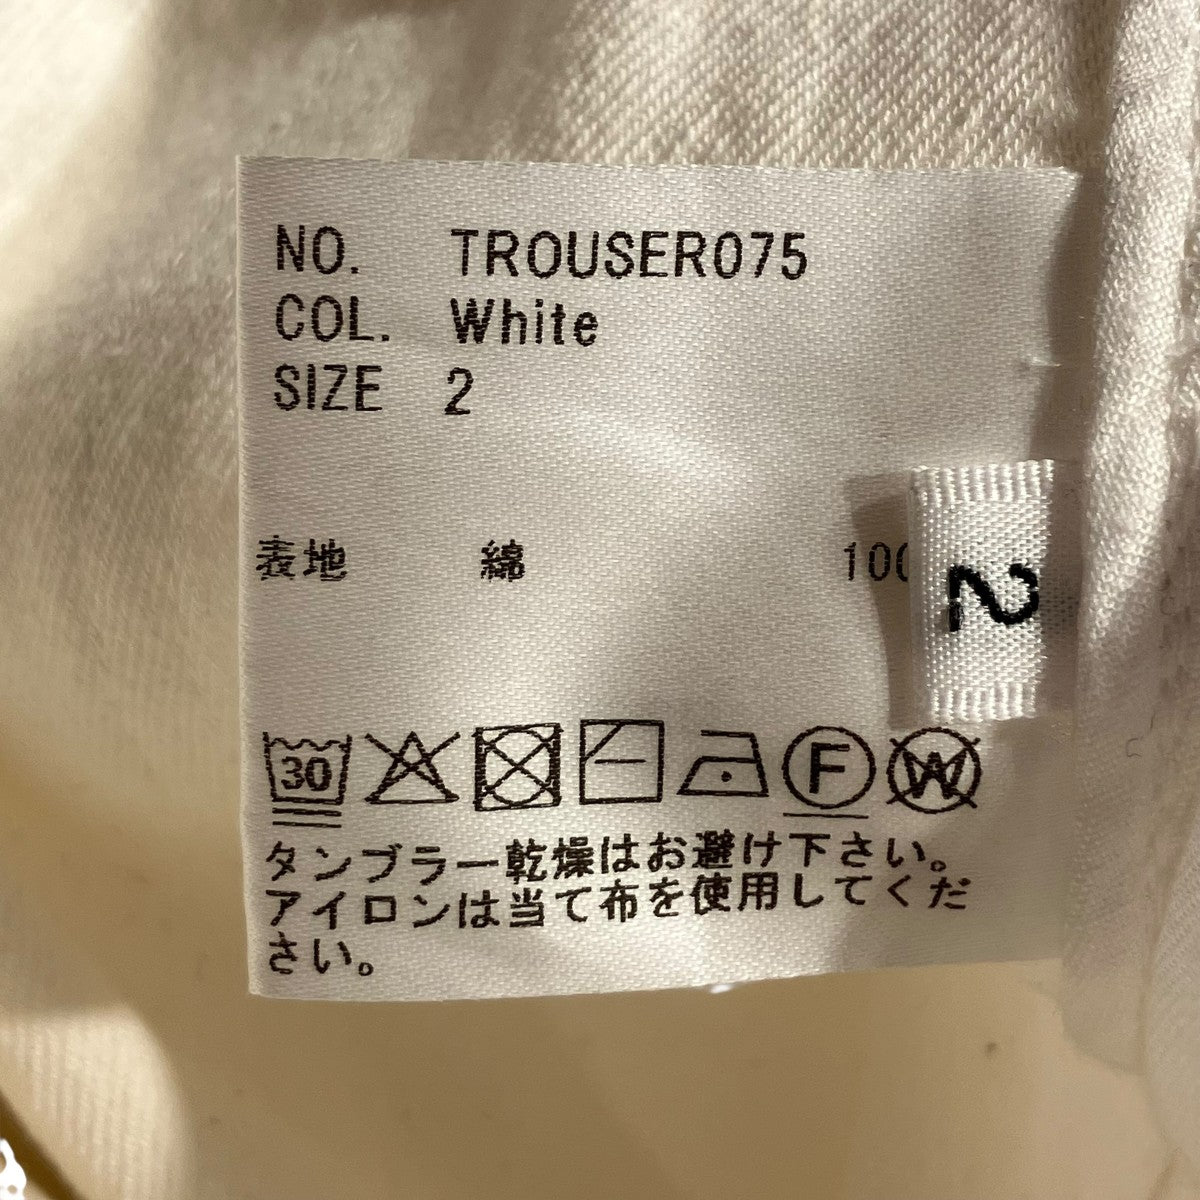 NO. TROUSER075
COL. White
SIZE 2
表地 綿 100
2
30
F
W
タンブラー乾燥はお避け下さい。
アイロンは当て布を使用してくだ
さい。